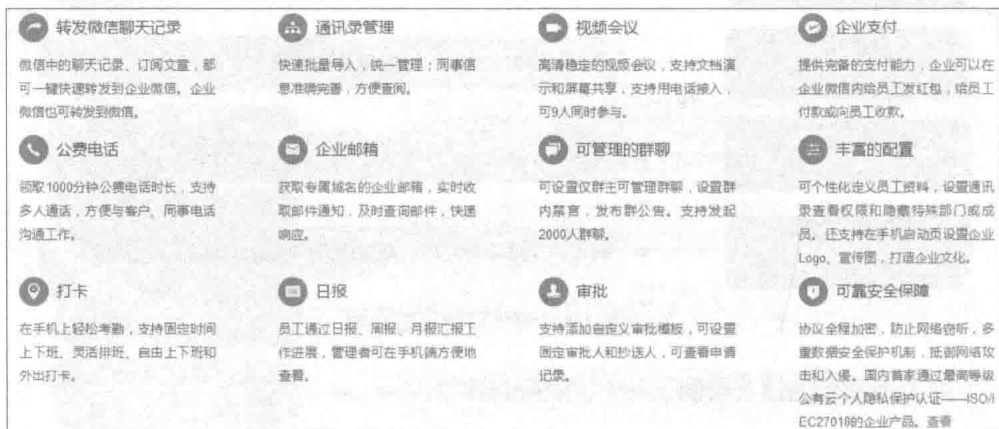 转发微信聊天记录
微信中的聊天记录、订阅文章，都
可一键快速转发到企业微信。企业
微信也可转发到微信。
通讯录管理
快速批量导入，统一管理；同事信
息准确完善，方便查阅。
视频会议
高清稳定的视频会议，支持文档演
示和屏幕共享，支持用电话接入，
可9人同时参与。
企业支付
提供完备的支付能力，企业可以在
企业微信内给员工发红包，给员工
付款或向员工收款。
公费电话
领取1000分钟公费电话时长，支持
多人通话，方便与客户、同事电话
沟通工作。
企业邮箱
获取专属域名的企业邮箱，实时收
取邮件通知，及时查询邮件，快速
响应。
可管理的群聊
可设置仅群主可管理群聊，设置群
内禁言，发布群公告。支持发起
2000人群聊。
丰富的配置
可个性化定义员工资料，设置通讯
录查看权限和隐藏特殊部门或成
员。还支持在手机启动页设置企业
Logo、宣传图，打造企业文化。
打卡
在手机上轻松考勤，支持固定时间
上下班、灵活排班、自由上下班和
外出打卡。
日报
员工通过日报、周报、月报汇报工
作进展，管理者可在手机端方便地
查看。
审批
支持添加自定义审批模板，可设置
固定审批人和抄送人，可查看申请
记录。
可靠安全保障
协议全程加密，防止网络窃听，多
重数据安全保护机制，抵御网络攻
击和入侵。国内首家通过最高等级
公有云个人隐私保护认证——ISO/I
EC27018的企业产品。查看